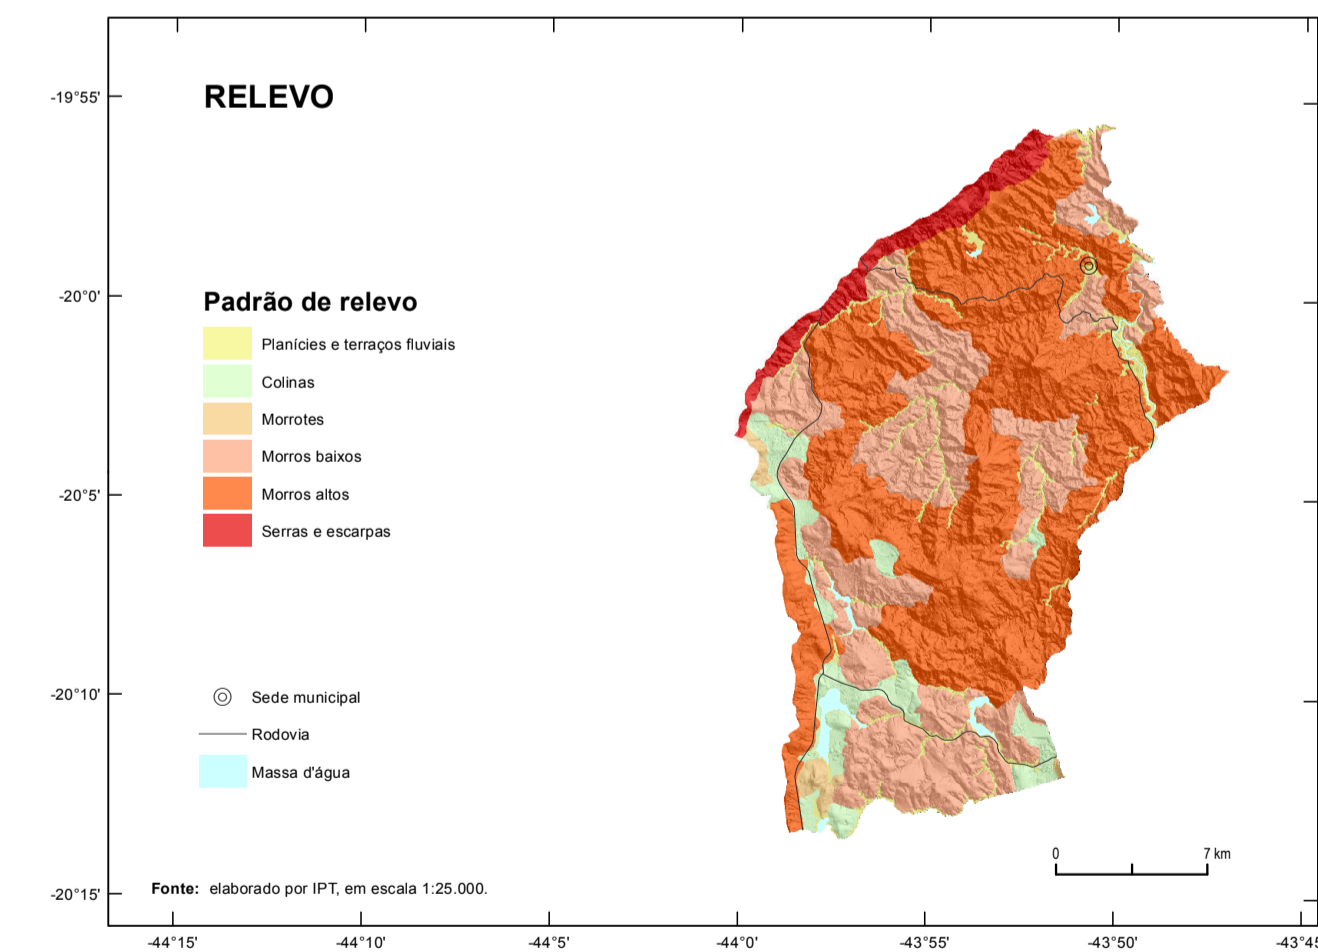 RELEVO
-19°55'
-20°0'
-20°5'
-20°10'
-20°15'
Padrão de relevo
Planícies e terraços fluviais
Colinas
Morrotes
Morros baixos
Morros altos
Serras e escarpas
Sede municipal
Rodovia
Massa d'água
0 7 km
Fonte: elaborado por IPT, em escala 1:25.000.
-44°15' -44°10' -44°5' -44°0' -43°55' -43°50'